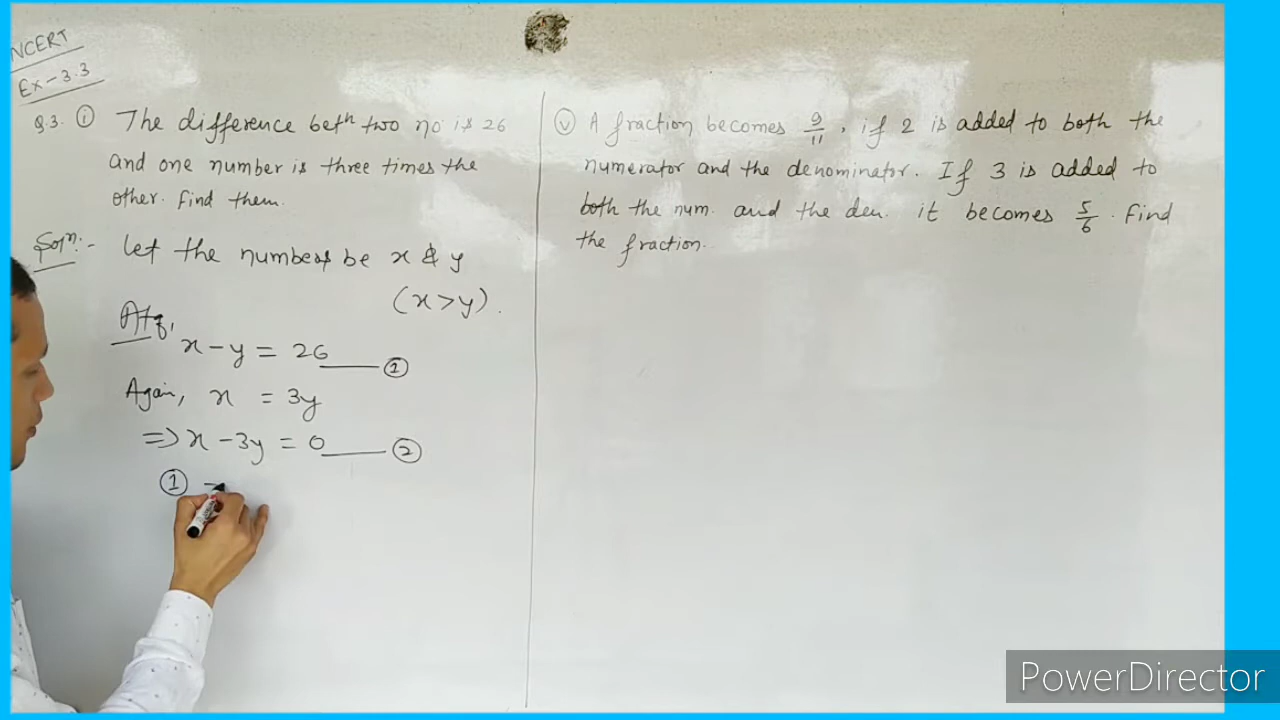 NCERT
Ex-3.3
Q.3. (i) The difference betⁿ two no is 26
and one number is three times the
other. Find them.
Solⁿ:- Let the numbers be x & y
(x>y).
Atq,
x-y = 26 ——— (1)
Again, x = 3y
=> x-3y = 0 ——— (2)
(1) -
(v) A fraction becomes 9/11, if 2 is added to both the
numerator and the denominator. If 3 is added to
both the num. and the den. it becomes 5/6. Find
the fraction.
PowerDirector